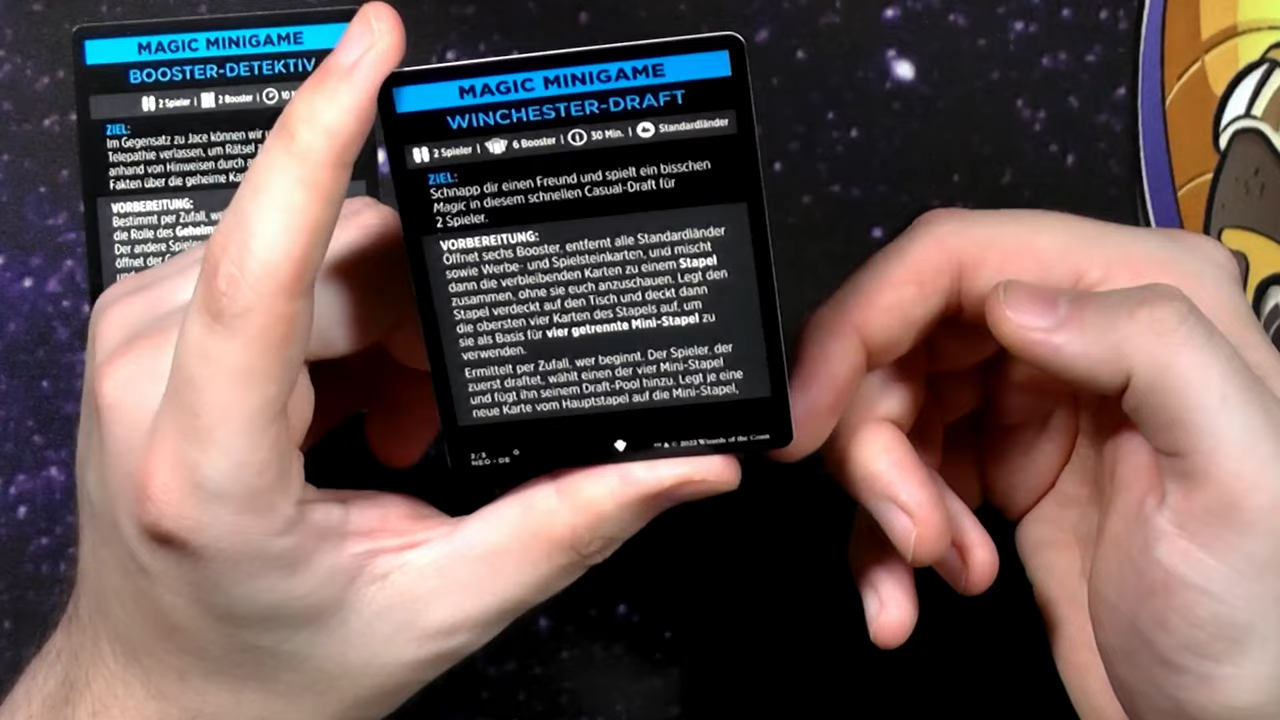 MAGIC MINIGAME
BOOSTER-DETEKTIV
2 Spieler | 2 Booster | 10
ZIEL:
Im Gegensatz zu Jace können wir
Telepathie verlassen, um Rätsel
anhand von Hinweisen durch
Fakten über die geheime
VORBEREITUNG:
Bestimmt per Zufall,
die Rolle des
Der andere
öffnet der
MAGIC MINIGAME
WINCHESTER-DRAFT
2 Spieler | 6 Booster | 30 Min. | Standardländer
ZIEL:
Schnapp dir einen Freund und spielt ein bisschen
Magic in diesem schnellen Casual-Draft für
2 Spieler.
VORBEREITUNG:
Öffnet sechs Booster, entfernt alle Standardländer
sowie Werbe- und Spielsteinkarten, und mischt
dann die verbleibenden Karten zu einem Stapel
zusammen, ohne sie euch anzuschauen. Legt den
Stapel verdeckt auf den Tisch und deckt dann
die obersten vier Karten des Stapels auf, um
sie als Basis für vier getrennte Mini-Stapel zu
verwenden.
Ermittelt per Zufall, wer beginnt. Der Spieler, der
zuerst draftet, wählt einen der vier Mini-Stapel
und fügt ihn seinem Draft-Pool hinzu. Legt je eine
neue Karte vom Hauptstapel auf die Mini-Stapel,
2/5
NEO • DE
™ & © 2022 Wizards of the Coast